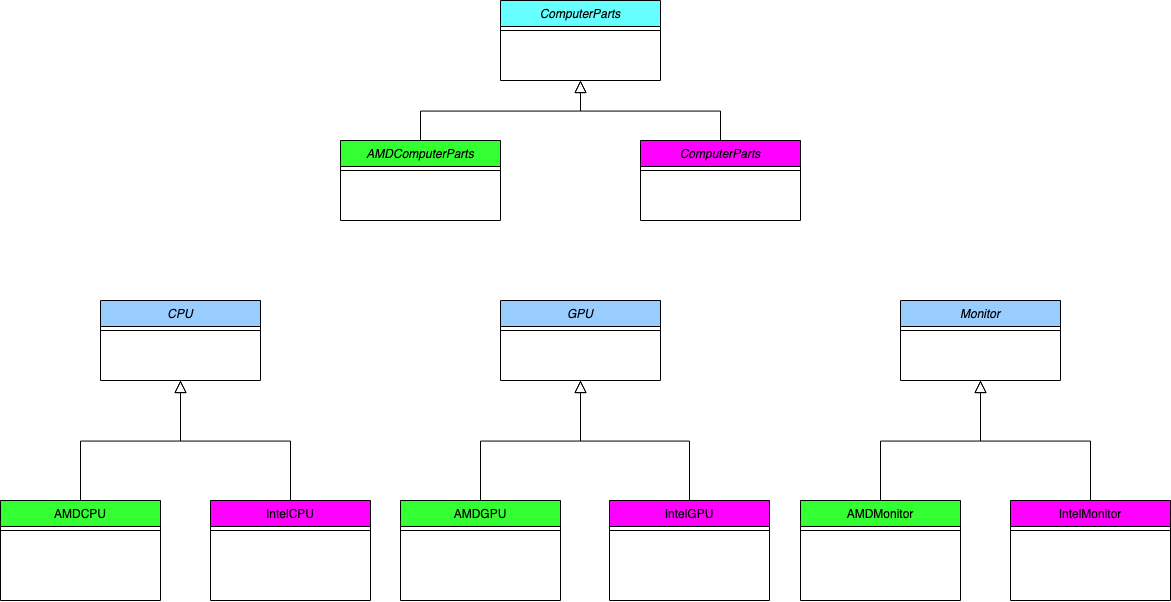 ComputerParts
AMDComputerParts
ComputerParts
CPU
GPU
Monitor
AMDCPU
IntelCPU
AMDGPU
IntelGPU
AMDMonitor
IntelMonitor